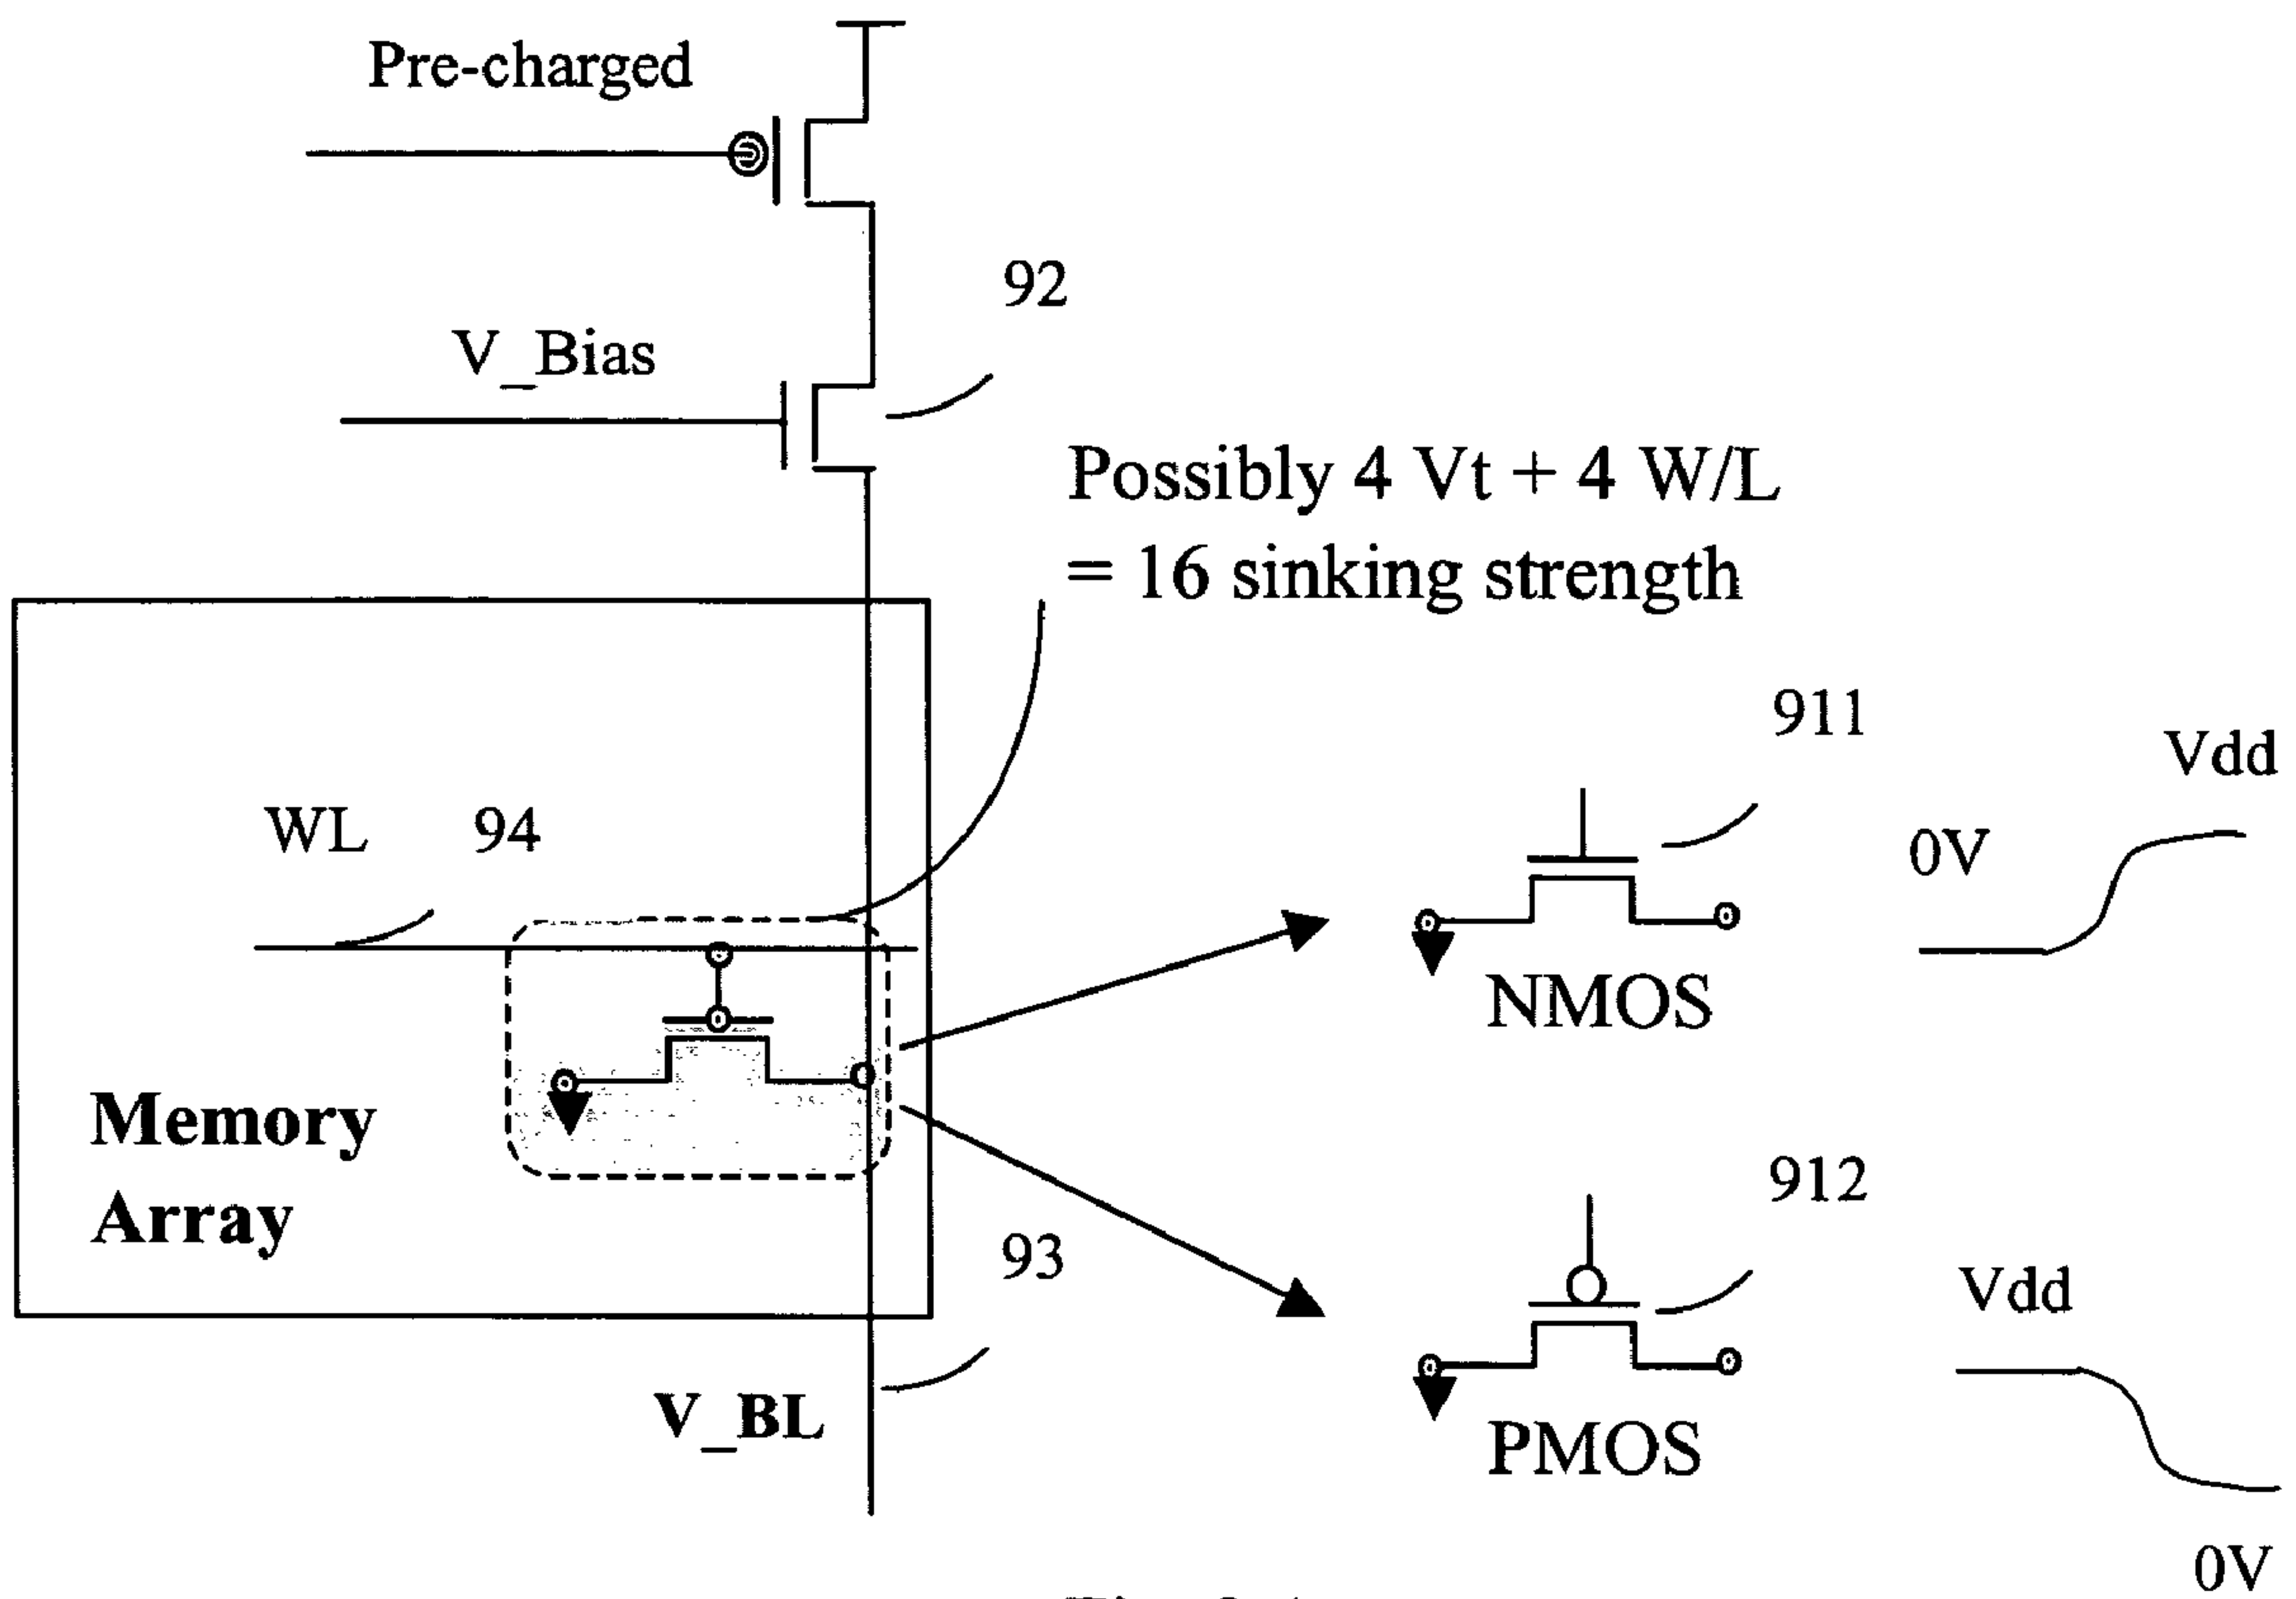 Pre-charged
92
V_Bias
Possibly 4 Vt + 4 W/L
= 16 sinking strength
911
Vdd
0V
WL
94
NMOS
Memory
Array
912
93
Vdd
V_BL
PMOS
0V